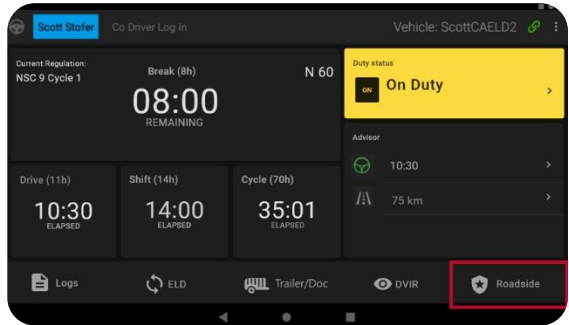 Scott Stofer
Co Driver Log in
Vehicle: ScottCAELD2
Current Regulation:
NSC 9 Cycle 1
Break (8h)
N 60
08:00
REMAINING
Duty status
ON
On Duty
Advisor
10:30
75 km
Drive (11h)
10:30
ELAPSED
Shift (14h)
14:00
ELAPSED
Cycle (70h)
35:01
ELAPSED
Logs
ELD
Trailer/Doc
DVIR
Roadside